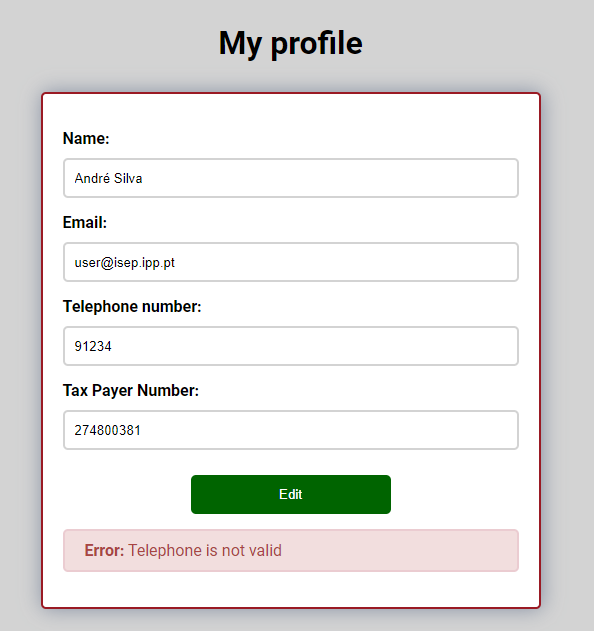 My profile
Name:
André Silva
Email:
user@isep.ipp.pt
Telephone number:
91234
Tax Payer Number:
274800381
Edit
Error: Telephone is not valid